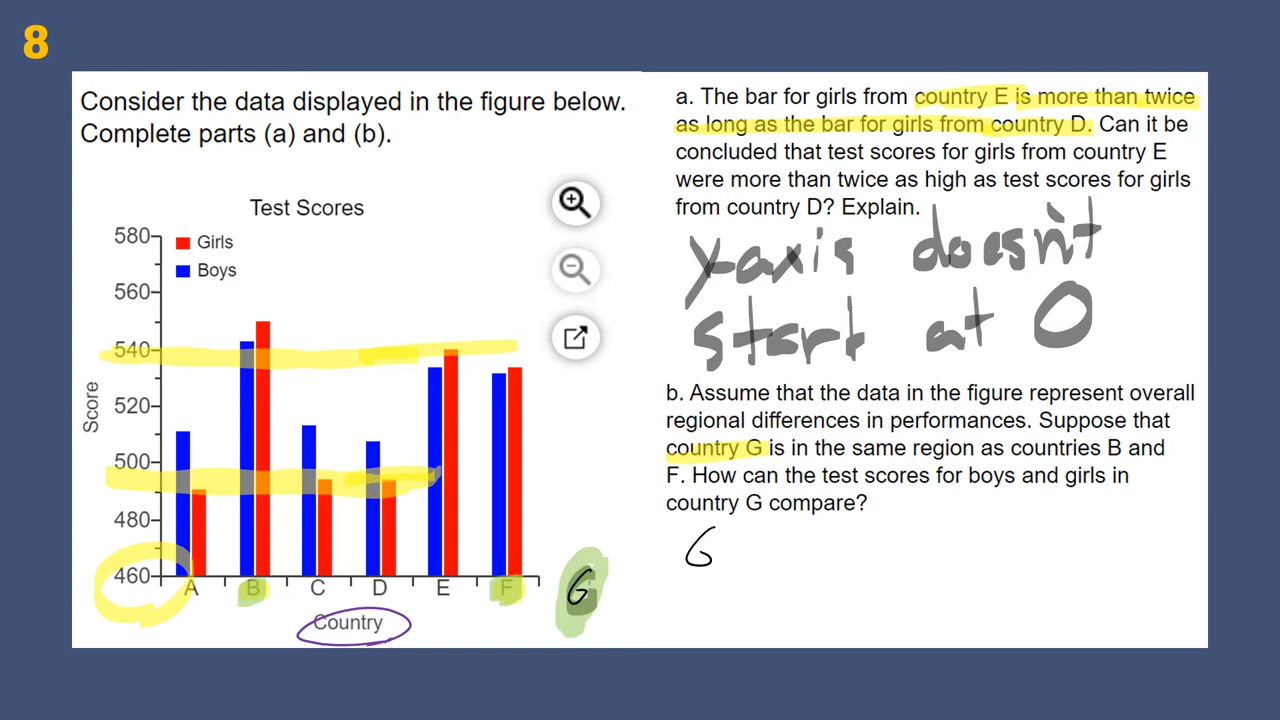 8
Consider the data displayed in the figure below.
Complete parts (a) and (b).
Test Scores
580
560
540
520
500
480
460
Girls
Boys
Score
A B C D E F
Country
G
a. The bar for girls from country E is more than twice
as long as the bar for girls from country D. Can it be
concluded that test scores for girls from country E
were more than twice as high as test scores for girls
from country D? Explain.
y-axis doesn't
start at 0
b. Assume that the data in the figure represent overall
regional differences in performances. Suppose that
country G is in the same region as countries B and
F. How can the test scores for boys and girls in
country G compare?
G